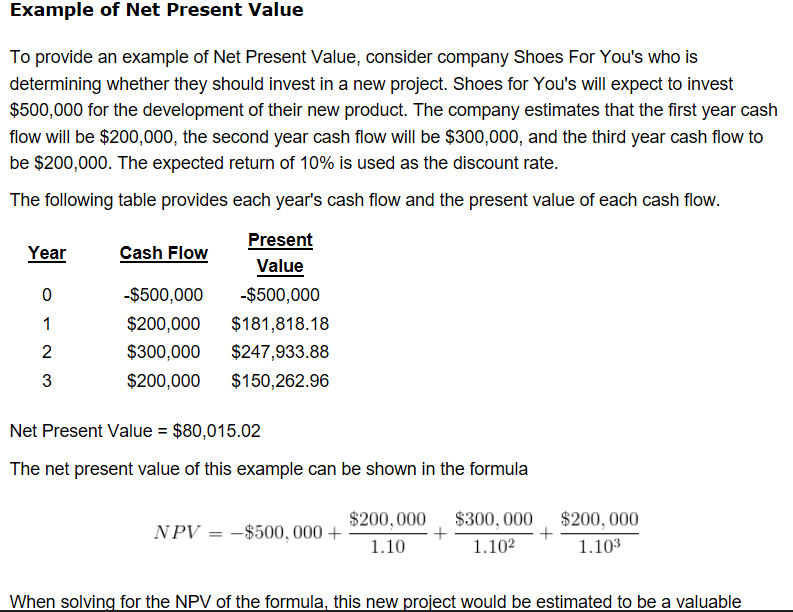 Example of Net Present Value
To provide an example of Net Present Value, consider company Shoes For You's who is
determining whether they should invest in a new project. Shoes for You's will expect to invest
$500,000 for the development of their new product. The company estimates that the first year cash
flow will be $200,000, the second year cash flow will be $300,000, and the third year cash flow to
be $200,000. The expected return of 10% is used as the discount rate.
The following table provides each year's cash flow and the present value of each cash flow.
Year Cash Flow Present Value
0 -$500,000 -$500,000
1 $200,000 $181,818.18
2 $300,000 $247,933.88
3 $200,000 $150,262.96
Net Present Value = $80,015.02
The net present value of this example can be shown in the formula
NPV = −$500,000 + $200,000/1.10 + $300,000/1.10² + $200,000/1.10³
When solving for the NPV of the formula, this new project would be estimated to be a valuable